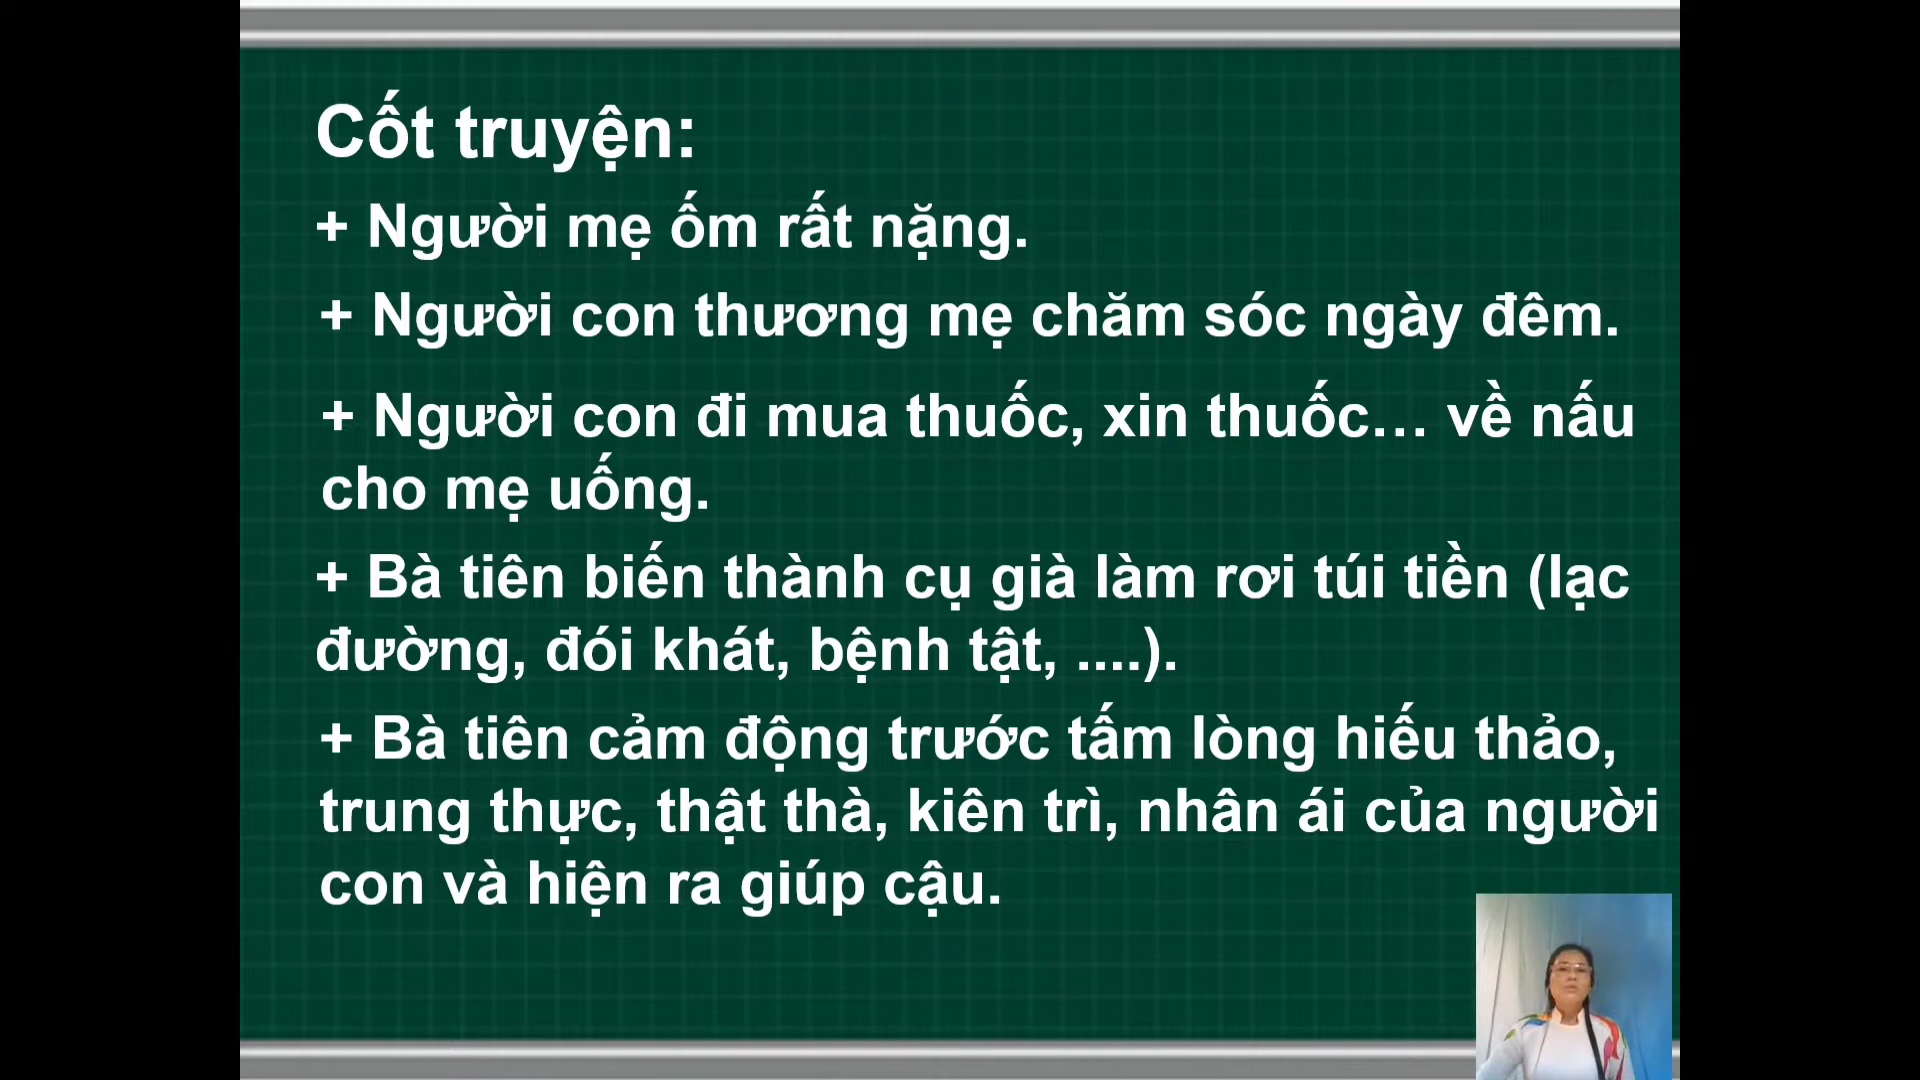 Cốt truyện:
+ Người mẹ ốm rất nặng.
+ Người con thương mẹ chăm sóc ngày đêm.
+ Người con đi mua thuốc, xin thuốc… về nấu
cho mẹ uống.
+ Bà tiên biến thành cụ già làm rơi túi tiền (lạc
đường, đói khát, bệnh tật, ....).
+ Bà tiên cảm động trước tấm lòng hiếu thảo,
trung thực, thật thà, kiên trì, nhân ái của người
con và hiện ra giúp cậu.